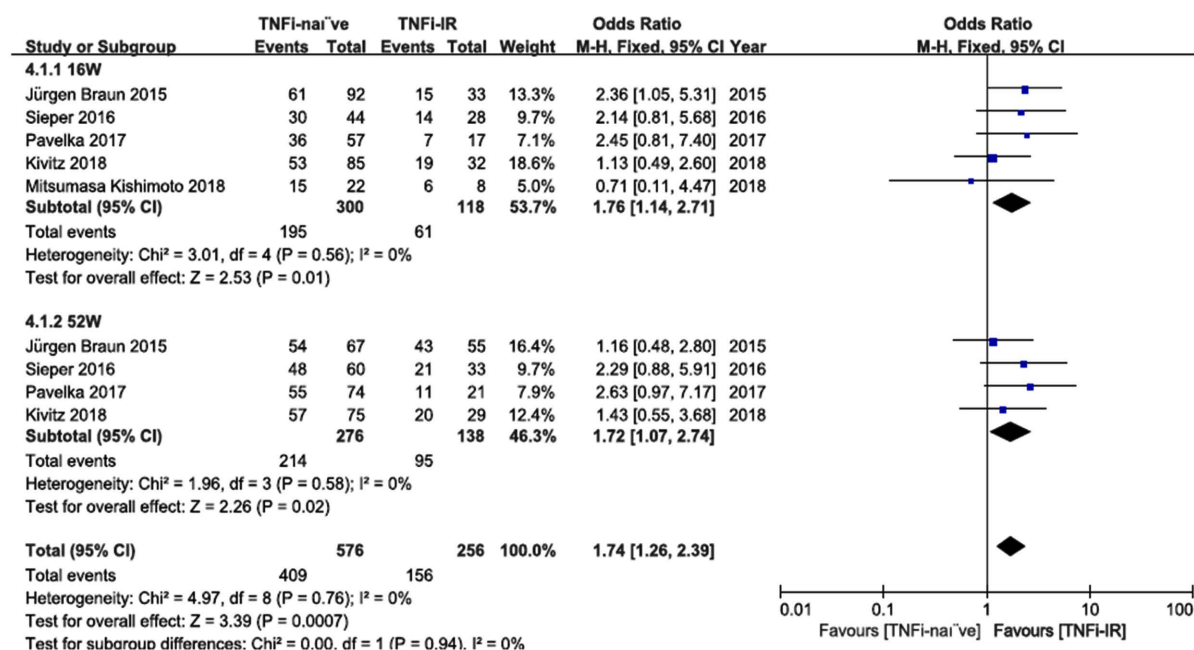 TNFi-naı¨ve TNFi-IR Odds Ratio Odds Ratio
Study or Subgroup Events Total Events Total Weight M-H, Fixed, 95% CI Year M-H, Fixed, 95% CI
4.1.1 16W
Jürgen Braun 2015 61 92 15 33 13.3% 2.36 [1.05, 5.31] 2015
Sieper 2016 30 44 14 28 9.7% 2.14 [0.81, 5.68] 2016
Pavelka 2017 36 57 7 17 7.1% 2.45 [0.81, 7.40] 2017
Kivitz 2018 53 85 19 32 18.6% 1.13 [0.49, 2.60] 2018
Mitsumasa Kishimoto 2018 15 22 6 8 5.0% 0.71 [0.11, 4.47] 2018
Subtotal (95% CI) 300 118 53.7% 1.76 [1.14, 2.71]
Total events 195 61
Heterogeneity: Chi² = 3.01, df = 4 (P = 0.56); I² = 0%
Test for overall effect: Z = 2.53 (P = 0.01)
4.1.2 52W
Jürgen Braun 2015 54 67 43 55 16.4% 1.16 [0.48, 2.80] 2015
Sieper 2016 48 60 21 33 9.7% 2.29 [0.88, 5.91] 2016
Pavelka 2017 55 74 11 21 7.9% 2.63 [0.97, 7.17] 2017
Kivitz 2018 57 75 20 29 12.4% 1.43 [0.55, 3.68] 2018
Subtotal (95% CI) 276 138 46.3% 1.72 [1.07, 2.74]
Total events 214 95
Heterogeneity: Chi² = 1.96, df = 3 (P = 0.58); I² = 0%
Test for overall effect: Z = 2.26 (P = 0.02)
Total (95% CI) 576 256 100.0% 1.74 [1.26, 2.39]
Total events 409 156
Heterogeneity: Chi² = 4.97, df = 8 (P = 0.76); I² = 0%
Test for overall effect: Z = 3.39 (P = 0.0007)
Test for subgroup differences: Chi² = 0.00, df = 1 (P = 0.94), I² = 0%
0.01 0.1 1 10 100
Favours [TNFi-naı¨ve] Favours [TNFi-IR]